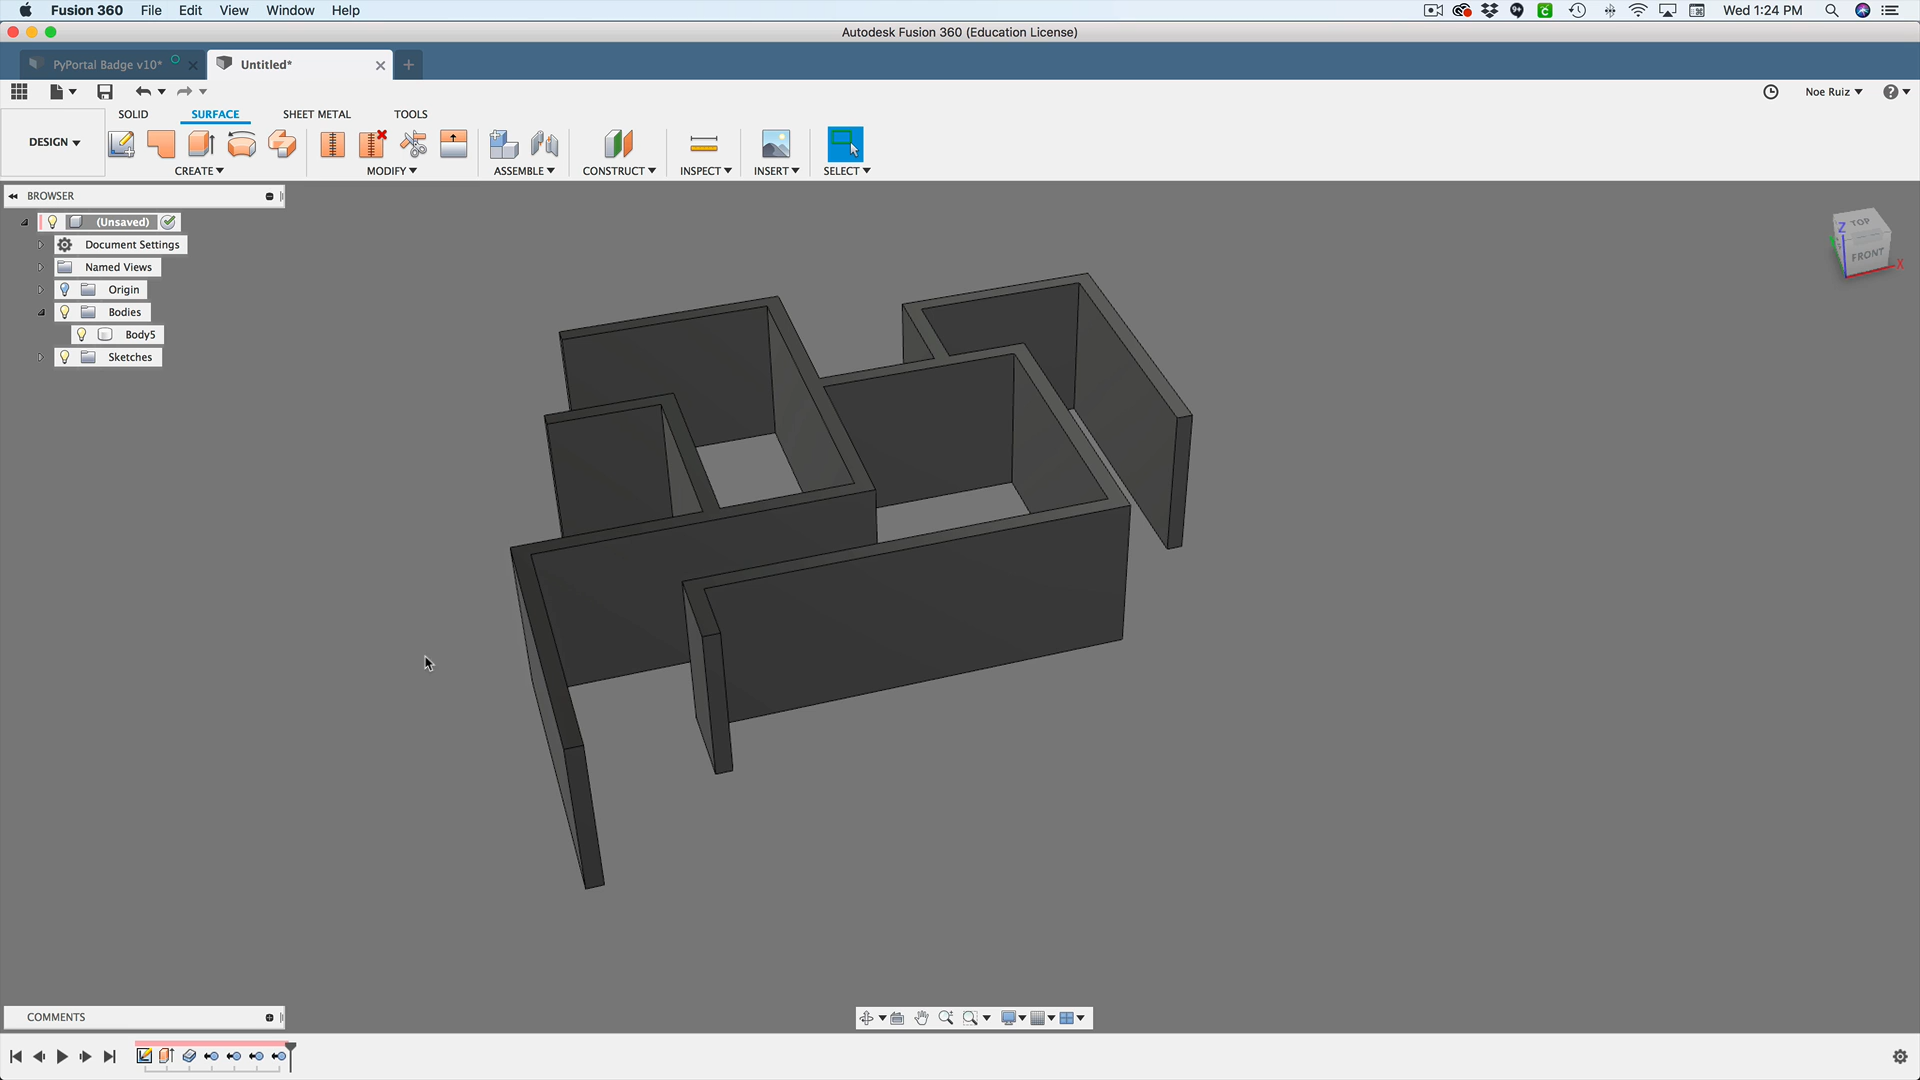 Fusion 360 File Edit View Window Help Wed 1:24 PM
Autodesk Fusion 360 (Education License)
PyPortal Badge v10* Untitled*
Noe Ruiz
SOLID SURFACE SHEET METAL TOOLS
DESIGN
CREATE MODIFY ASSEMBLE CONSTRUCT INSPECT INSERT SELECT
BROWSER
(Unsaved)
Document Settings
Named Views
Origin
Bodies
Body5
Sketches
TOP
FRONT
Z
X
COMMENTS